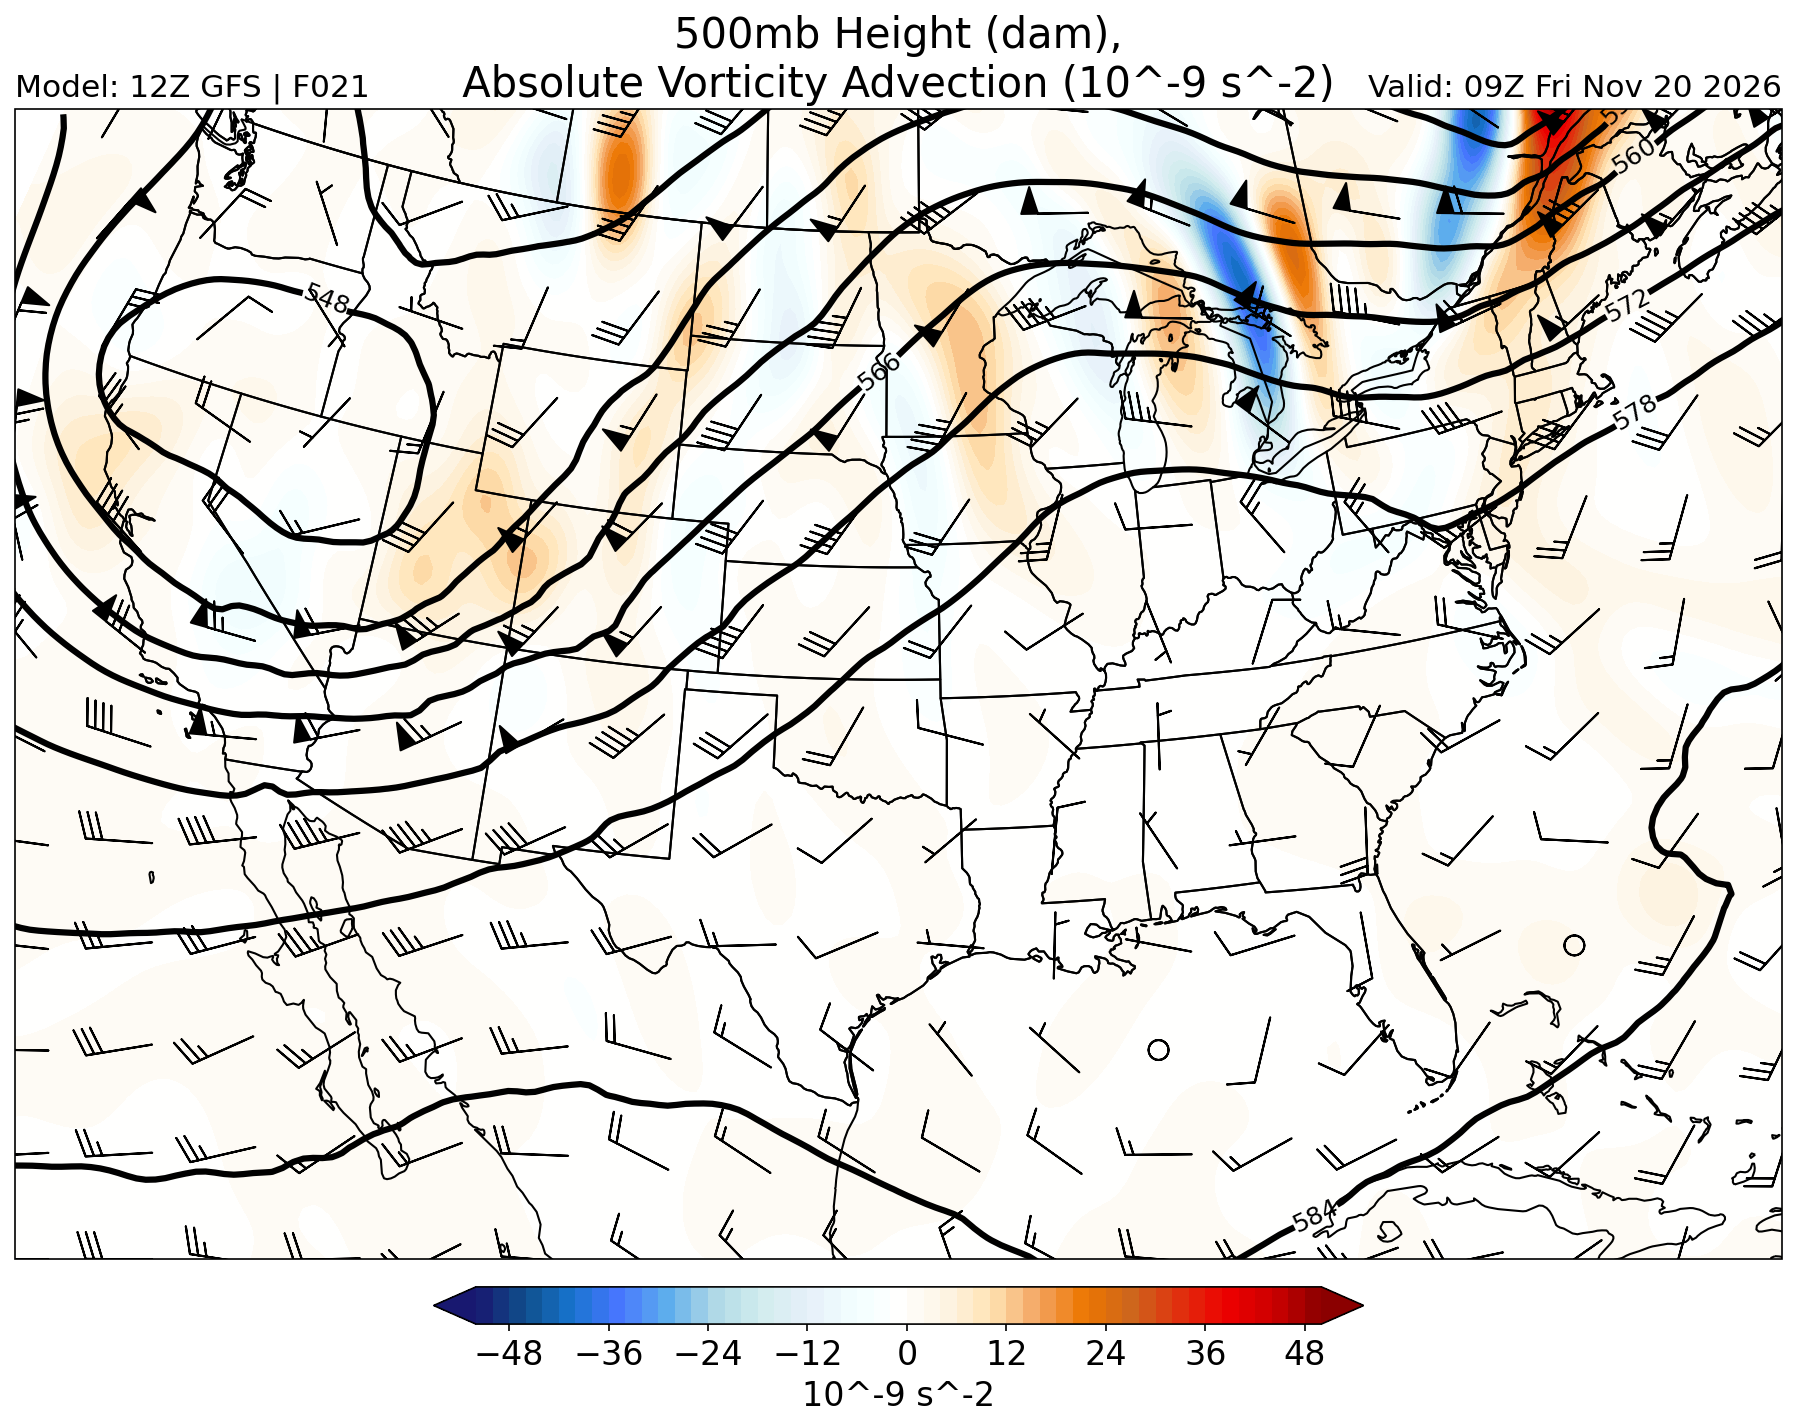 500mb Height (dam),
Model: 12Z GFS | F021
Absolute Vorticity Advection (10^-9 s^-2)
Valid: 09Z Fri Nov 20 2026
560
548
572
566
578
584
−48 −36 −24 −12 0 12 24 36 48
10^-9 s^-2